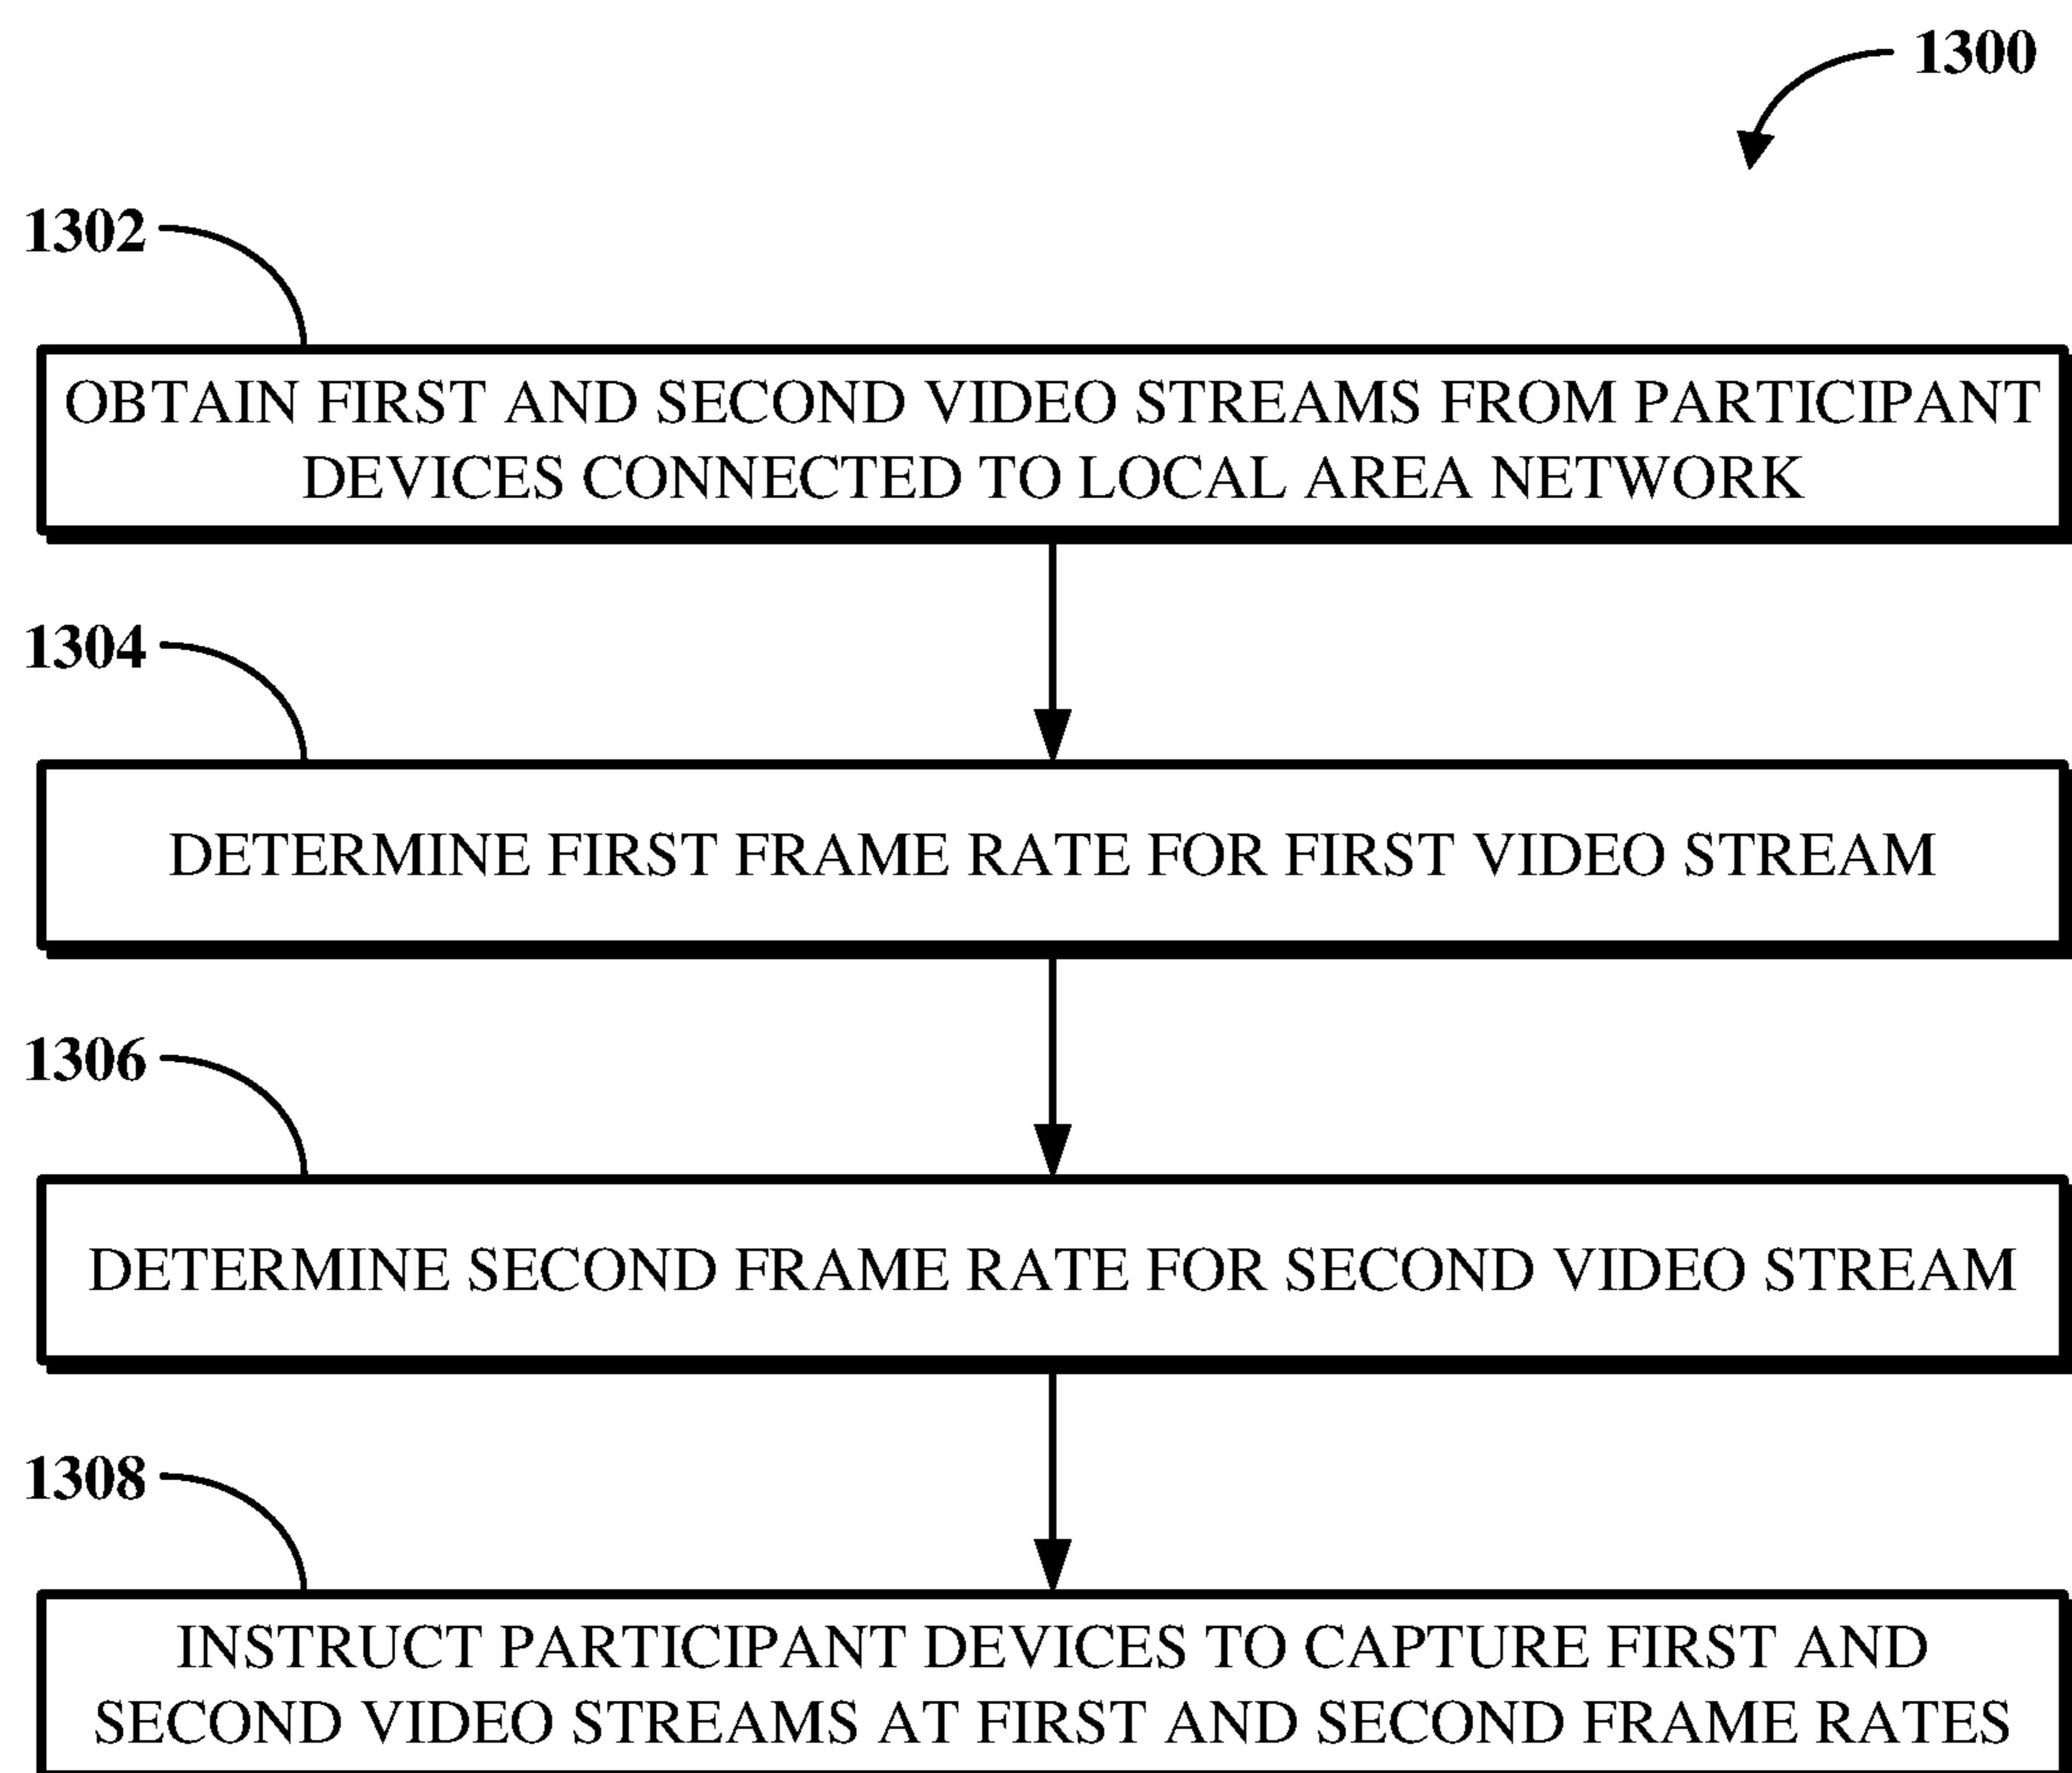 1300
1302
OBTAIN FIRST AND SECOND VIDEO STREAMS FROM PARTICIPANT
DEVICES CONNECTED TO LOCAL AREA NETWORK
1304
DETERMINE FIRST FRAME RATE FOR FIRST VIDEO STREAM
1306
DETERMINE SECOND FRAME RATE FOR SECOND VIDEO STREAM
1308
INSTRUCT PARTICIPANT DEVICES TO CAPTURE FIRST AND
SECOND VIDEO STREAMS AT FIRST AND SECOND FRAME RATES